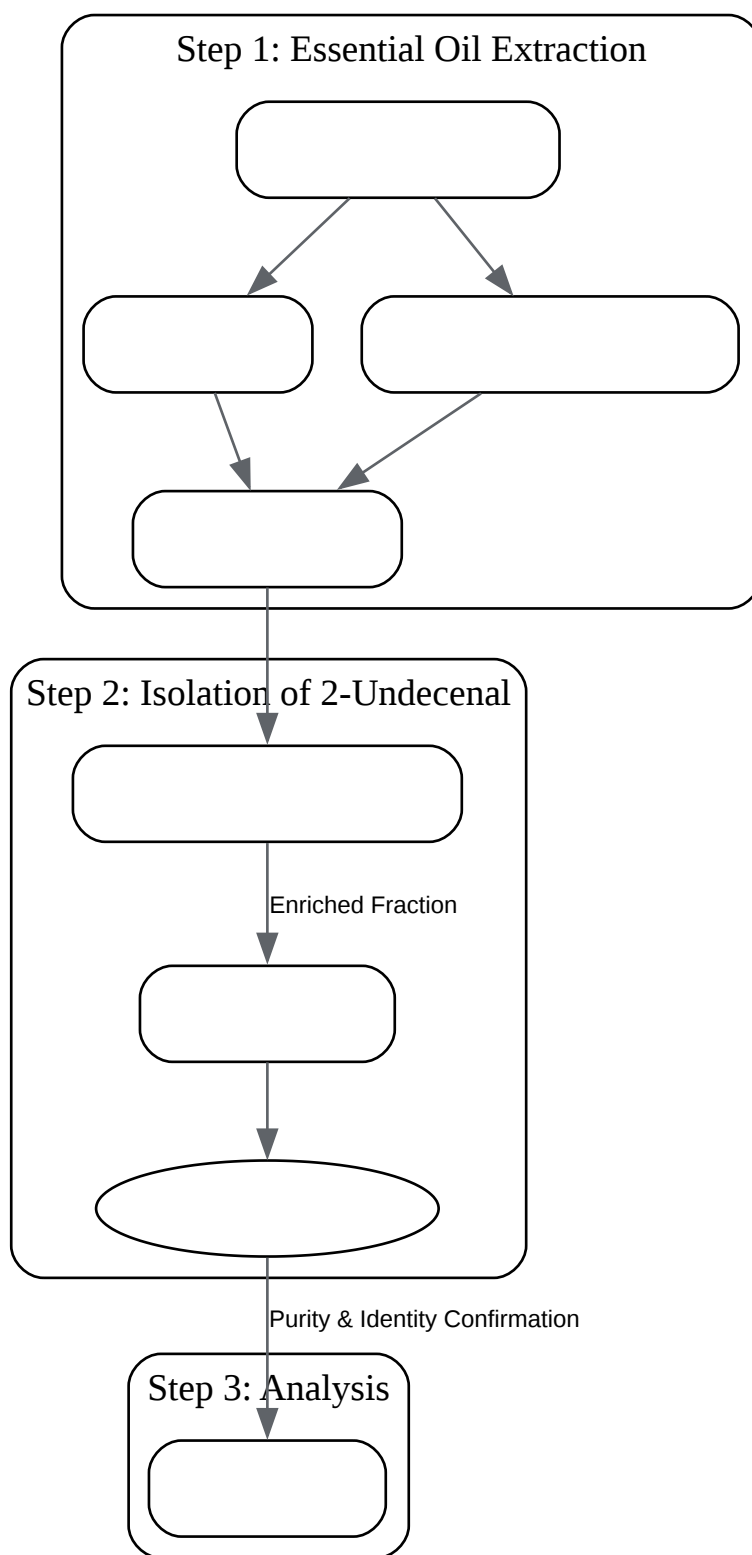 Step 1: Essential Oil Extraction
Step 2: Isolation of 2-Undecenal
Enriched Fraction
Purity & Identity Confirmation
Step 3: Analysis